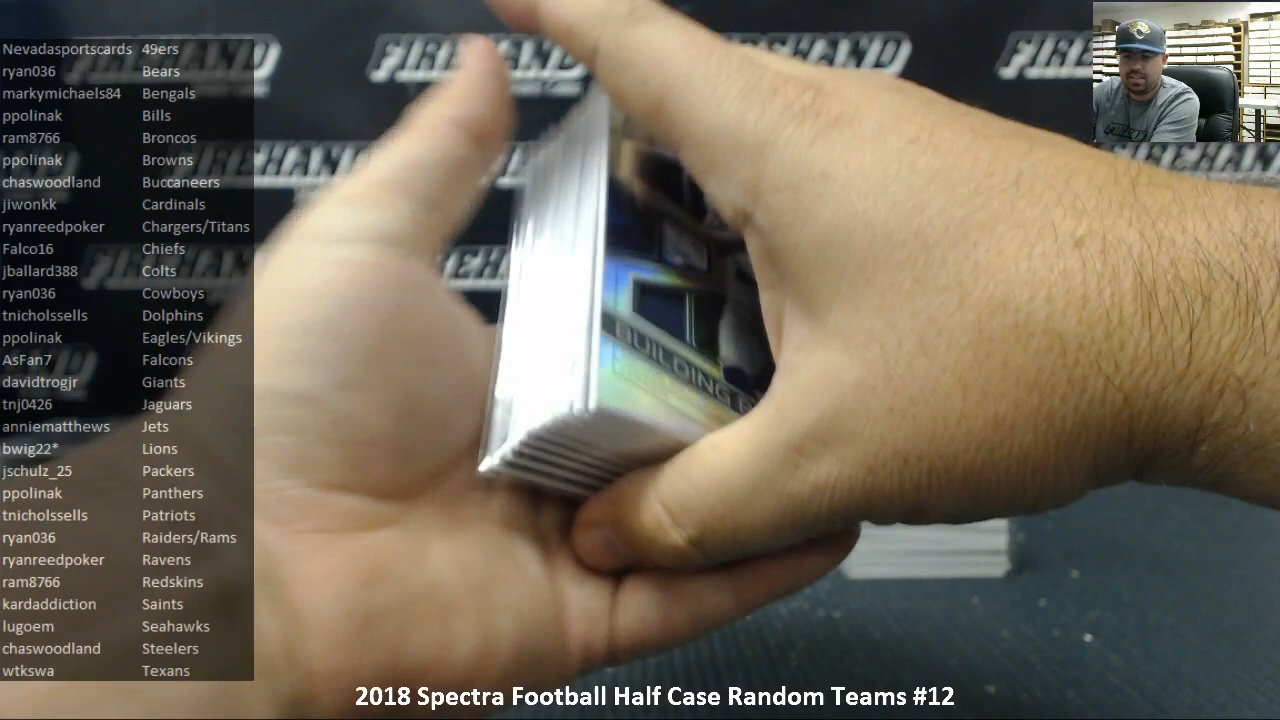 FIREHAND
Nevadasportscards 49ers
ryan036 Bears
markymichaels84 Bengals
ppolinak Bills
ram8766 Broncos
ppolinak Browns
chaswoodland Buccaneers
jiwonkk Cardinals
ryanreedpoker Chargers/Titans
Falco16 Chiefs
jballard388 Colts
ryan036 Cowboys
tnicholssells Dolphins
ppolinak Eagles/Vikings
AsFan7 Falcons
davidtrogjr Giants
tnj0426 Jaguars
anniematthews Jets
bwig22* Lions
jschulz_25 Packers
ppolinak Panthers
tnicholssells Patriots
ryan036 Raiders/Rams
ryanreedpoker Ravens
ram8766 Redskins
kardaddiction Saints
lugoem Seahawks
chaswoodland Steelers
wtkswa Texans
BUILDING
2018 Spectra Football Half Case Random Teams #12